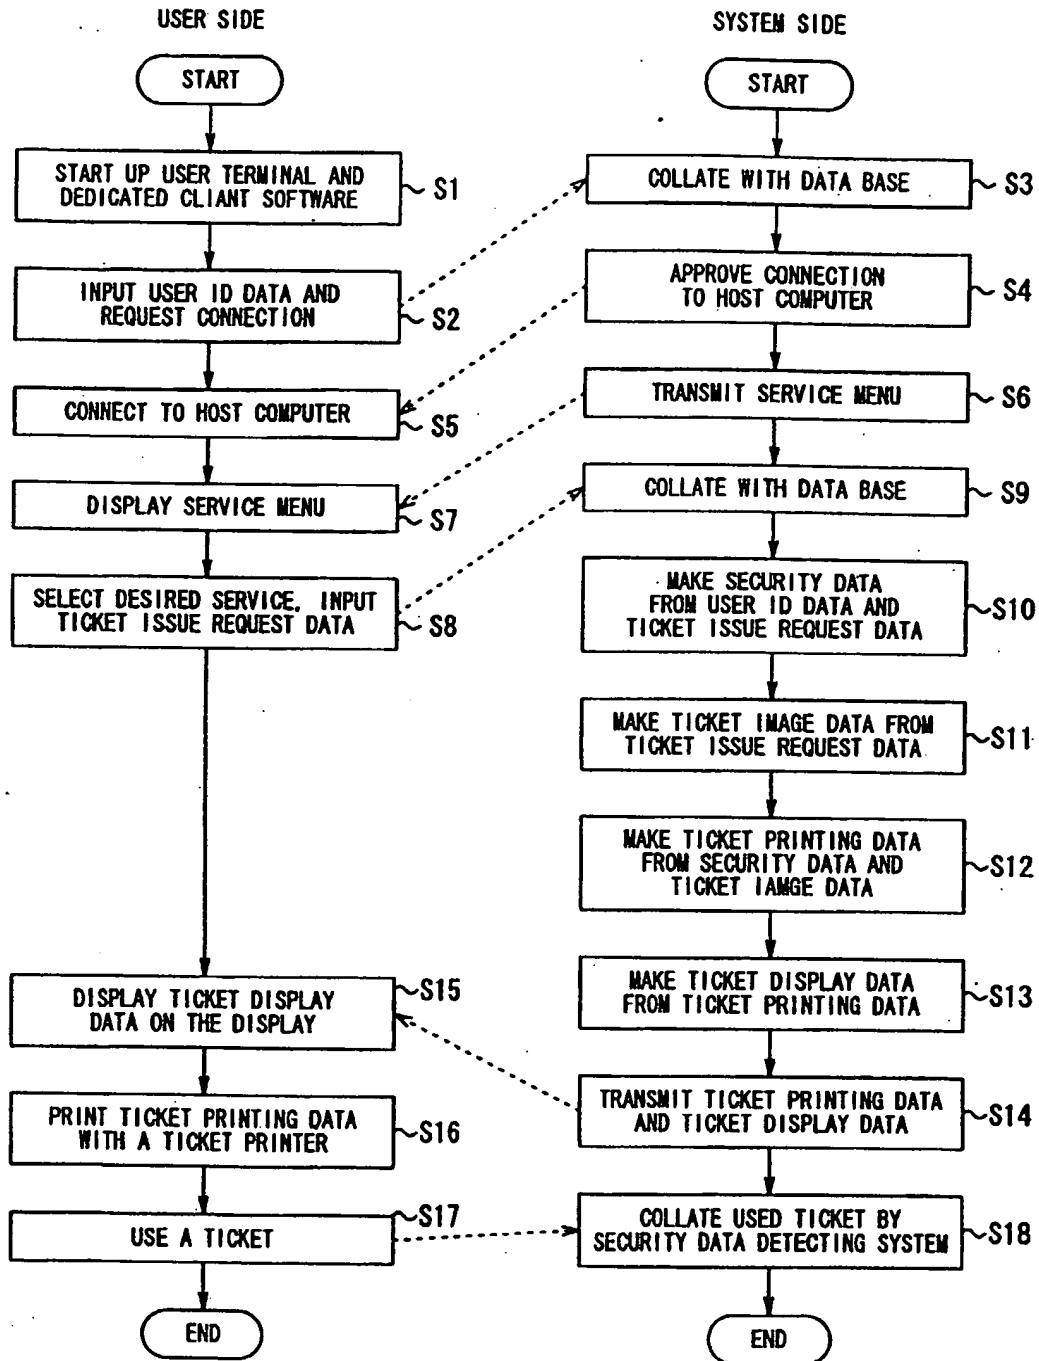 USER SIDE
START
START UP USER TERMINAL AND
DEDICATED CLIANT SOFTWARE
S1
INPUT USER ID DATA AND
REQUEST CONNECTION
S2
CONNECT TO HOST COMPUTER
S5
DISPLAY SERVICE MENU
S7
SELECT DESIRED SERVICE, INPUT
TICKET ISSUE REQUEST DATA
S8
DISPLAY TICKET DISPLAY
DATA ON THE DISPLAY
S15
PRINT TICKET PRINTING DATA
WITH A TICKET PRINTER
S16
USE A TICKET
S17
END
SYSTEM SIDE
START
COLLATE WITH DATA BASE
S3
APPROVE CONNECTION
TO HOST COMPUTER
S4
TRANSMIT SERVICE MENU
S6
COLLATE WITH DATA BASE
S9
MAKE SECURITY DATA
FROM USER ID DATA AND
TICKET ISSUE REQUEST DATA
S10
MAKE TICKET IMAGE DATA FROM
TICKET ISSUE REQUEST DATA
S11
MAKE TICKET PRINTING DATA
FROM SECURITY DATA AND
TICKET IAMGE DATA
S12
MAKE TICKET DISPLAY DATA
FROM TICKET PRINTING DATA
S13
TRANSMIT TICKET PRINTING DATA
AND TICKET DISPLAY DATA
S14
COLLATE USED TICKET BY
SECURITY DATA DETECTING SYSTEM
S18
END